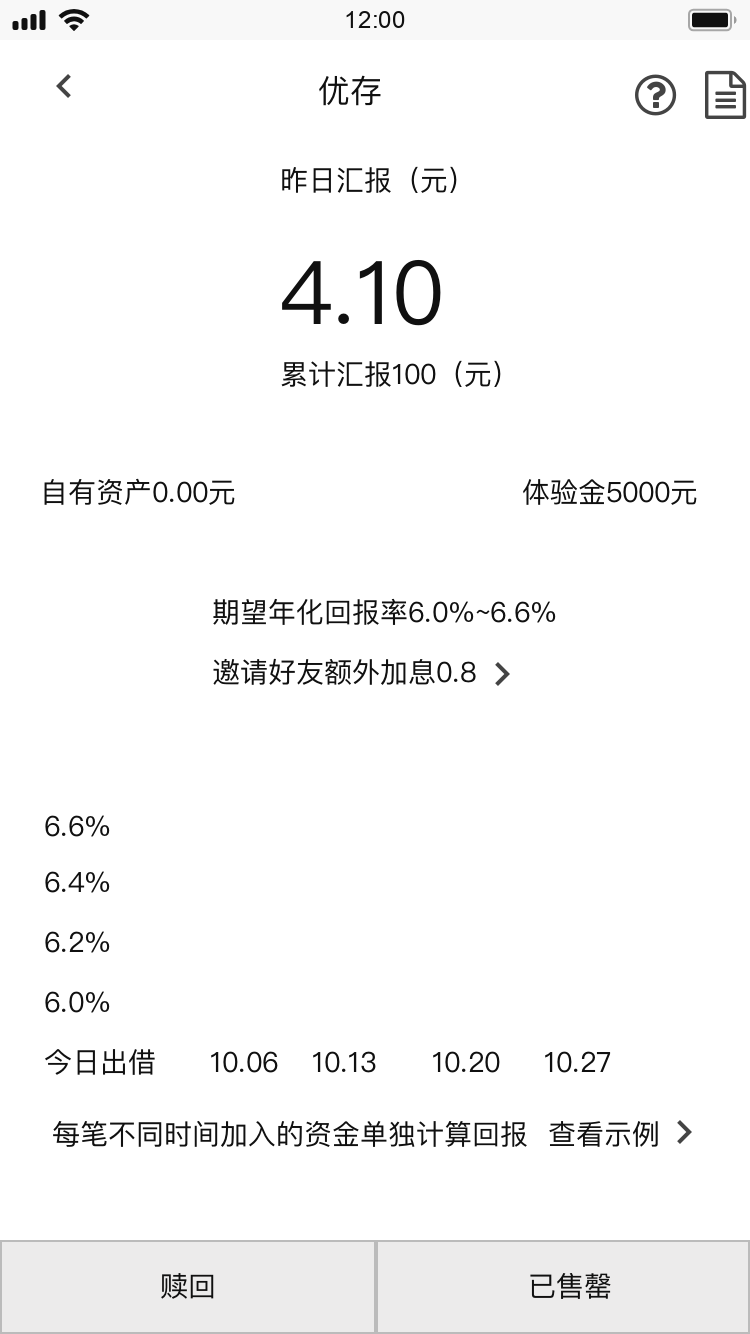 12:00
优存
昨日汇报（元）
4.10
累计汇报100（元）
自有资产0.00元 体验金5000元
期望年化回报率6.0%~6.6%
邀请好友额外加息0.8
6.6%
6.4%
6.2%
6.0%
今日出借 10.06 10.13 10.20 10.27
每笔不同时间加入的资金单独计算回报 查看示例
赎回 已售罄